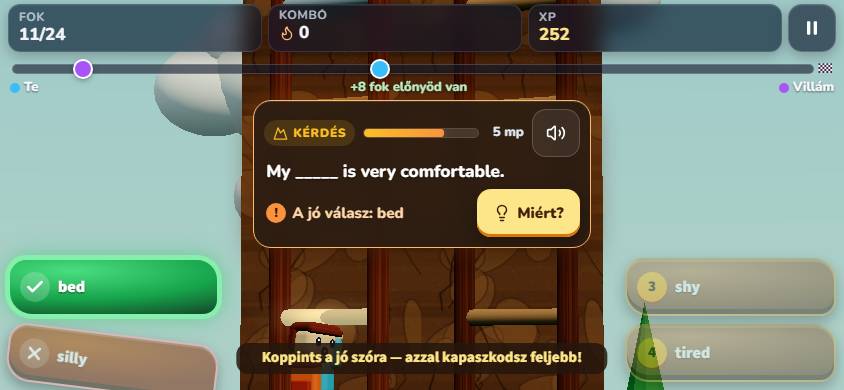 FOK
11/24
KOMBÓ
0
XP
252
Te
+8 fok előnyöd van
Villám
KÉRDÉS
5 mp
My _____ is very comfortable.
! A jó válasz: bed
Miért?
bed
3 shy
silly
4 tired
Koppints a jó szóra — azzal kapaszkodsz feljebb!